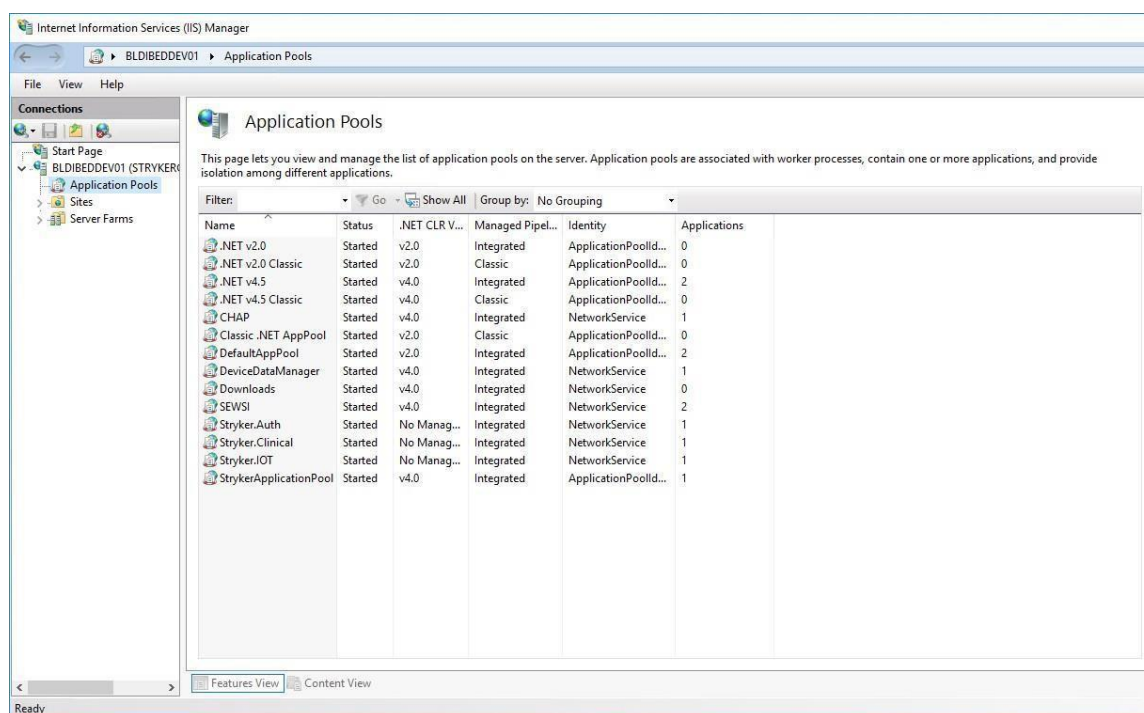 Internet Information Services (IIS) Manager
BLDIBEDDEV01 Application Pools
File View Help
Connections
Start Page
BLDIBEDDEV01 (STRYKER
Application Pools
Sites
Server Farms
Application Pools
This page lets you view and manage the list of application pools on the server. Application pools are associated with worker processes, contain one or more applications, and provide
isolation among different applications.
Filter: Go Show All Group by: No Grouping
Name Status .NET CLR V... Managed Pipel... Identity Applications
.NET v2.0 Started v2.0 Integrated ApplicationPoolId... 0
.NET v2.0 Classic Started v2.0 Classic ApplicationPoolId... 0
.NET v4.5 Started v4.0 Integrated ApplicationPoolId... 2
.NET v4.5 Classic Started v4.0 Classic ApplicationPoolId... 0
CHAP Started v4.0 Integrated NetworkService 1
Classic .NET AppPool Started v2.0 Classic ApplicationPoolId... 0
DefaultAppPool Started v2.0 Integrated ApplicationPoolId... 2
DeviceDataManager Started v4.0 Integrated NetworkService 1
Downloads Started v4.0 Integrated NetworkService 0
SEWSI Started v4.0 Integrated NetworkService 2
Stryker.Auth Started No Manag... Integrated NetworkService 1
Stryker.Clinical Started No Manag... Integrated NetworkService 1
Stryker.IOT Started No Manag... Integrated NetworkService 1
StrykerApplicationPool Started v4.0 Integrated ApplicationPoolId... 1
Features View Content View
Ready